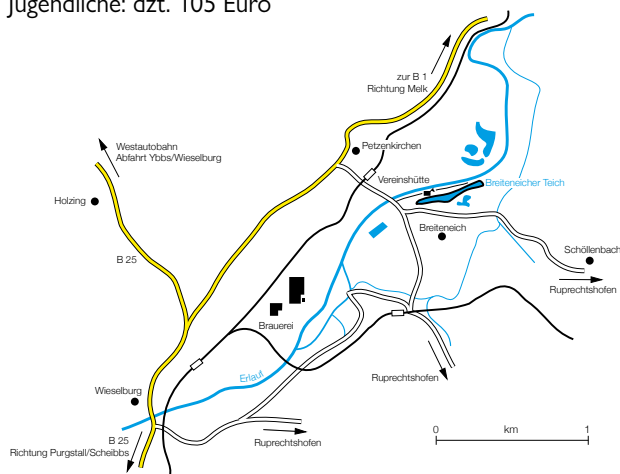 Jugendliche: dzt. 105 Euro
zur B 1
Richtung Melk
Westautobahn
Abfahrt Ybbs/Wieselburg
Petzenkirchen
Vereinshütte
Breiteneicher Teich
Holzing
Breiteneich
Schöllenbach
B 25
Ruprechtshofen
Brauerei
Erlauf
Ruprechtshofen
Wieselburg
B 25
Richtung Purgstall/Scheibbs
Ruprechtshofen
0 km 1